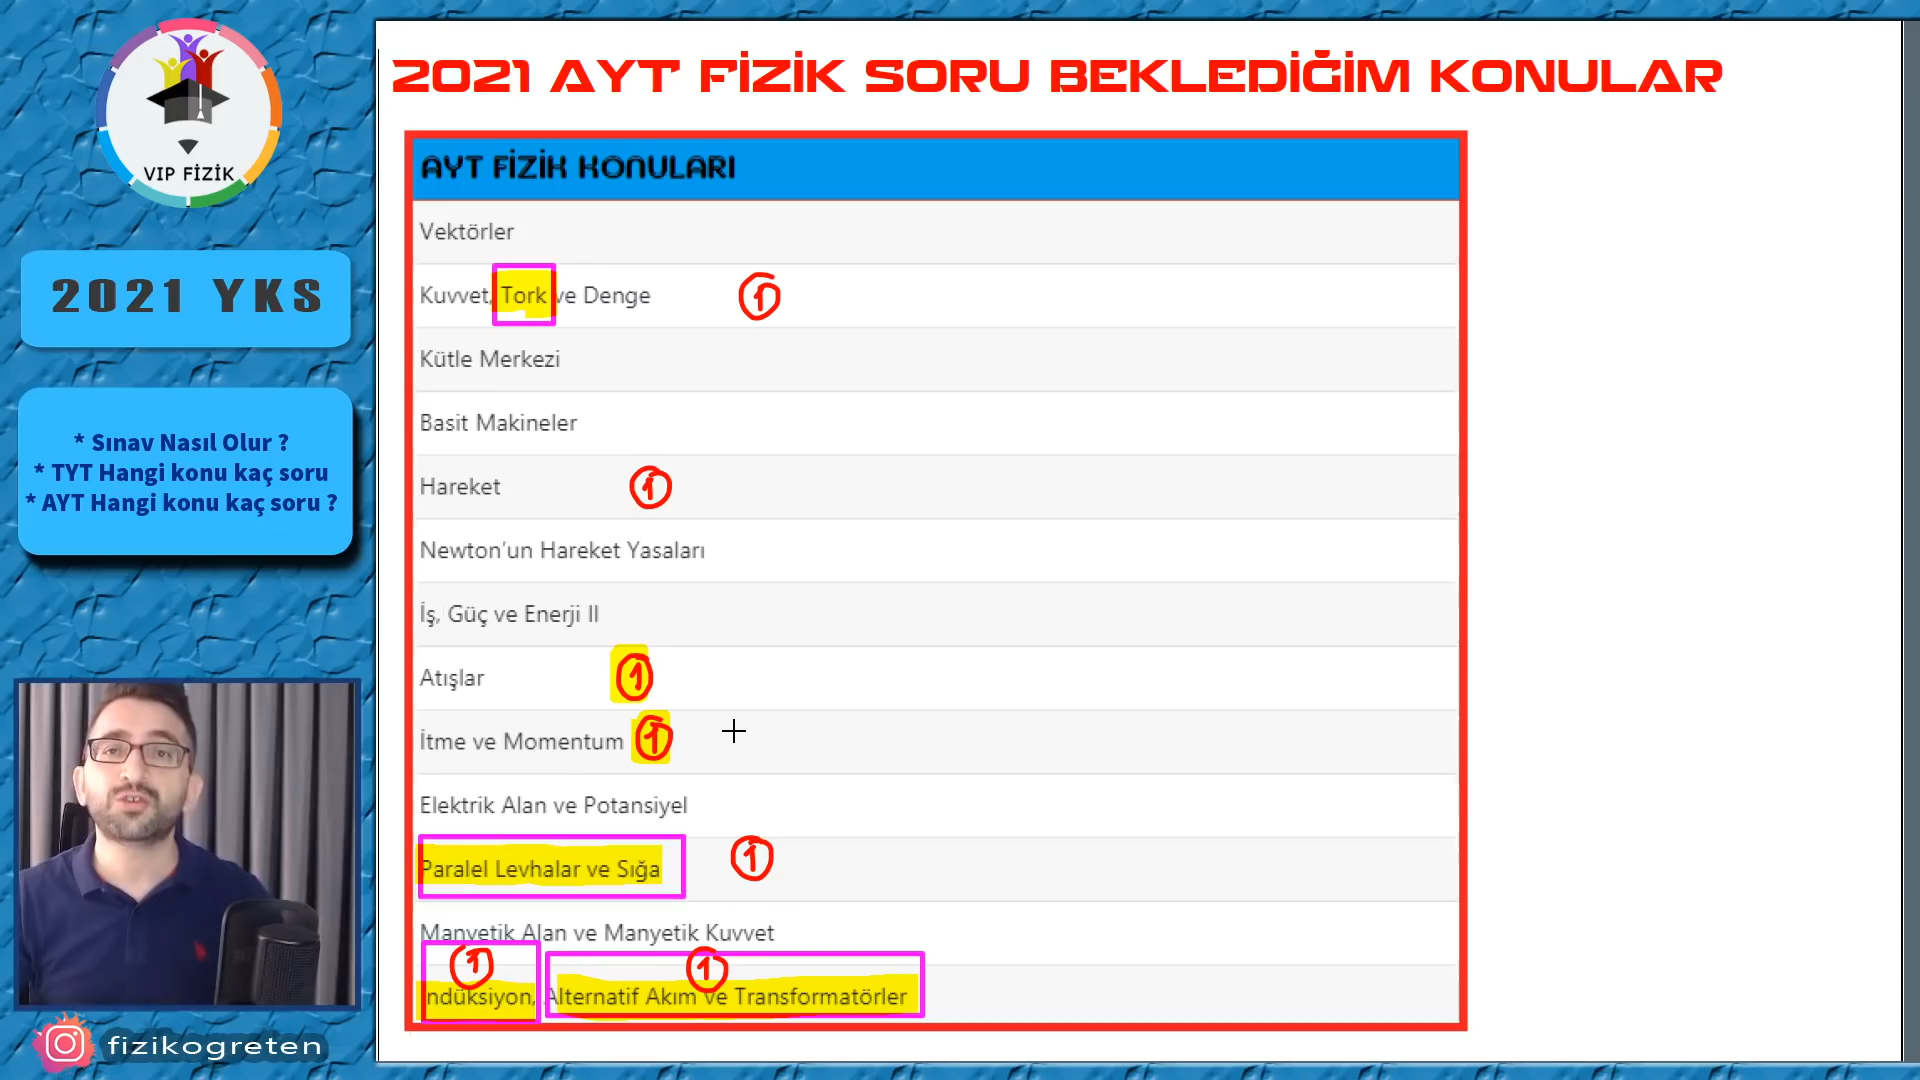 2021 AYT FİZİK SORU BEKLEDİĞİM KONULAR
VIP FİZİK
2021 YKS
* Sınav Nasıl Olur ?
* TYT Hangi konu kaç soru
* AYT Hangi konu kaç soru ?
AYT FİZİK KONULARI
Vektörler
Kuvvet, Tork ve Denge 1
Kütle Merkezi
Basit Makineler
Hareket 1
Newton'un Hareket Yasaları
İş, Güç ve Enerji II
Atışlar 1
İtme ve Momentum 1
Elektrik Alan ve Potansiyel
Paralel Levhalar ve Sığa 1
Manyetik Alan ve Manyetik Kuvvet
1 1
İndüksiyon, Alternatif Akım ve Transformatörler
fizikogreten